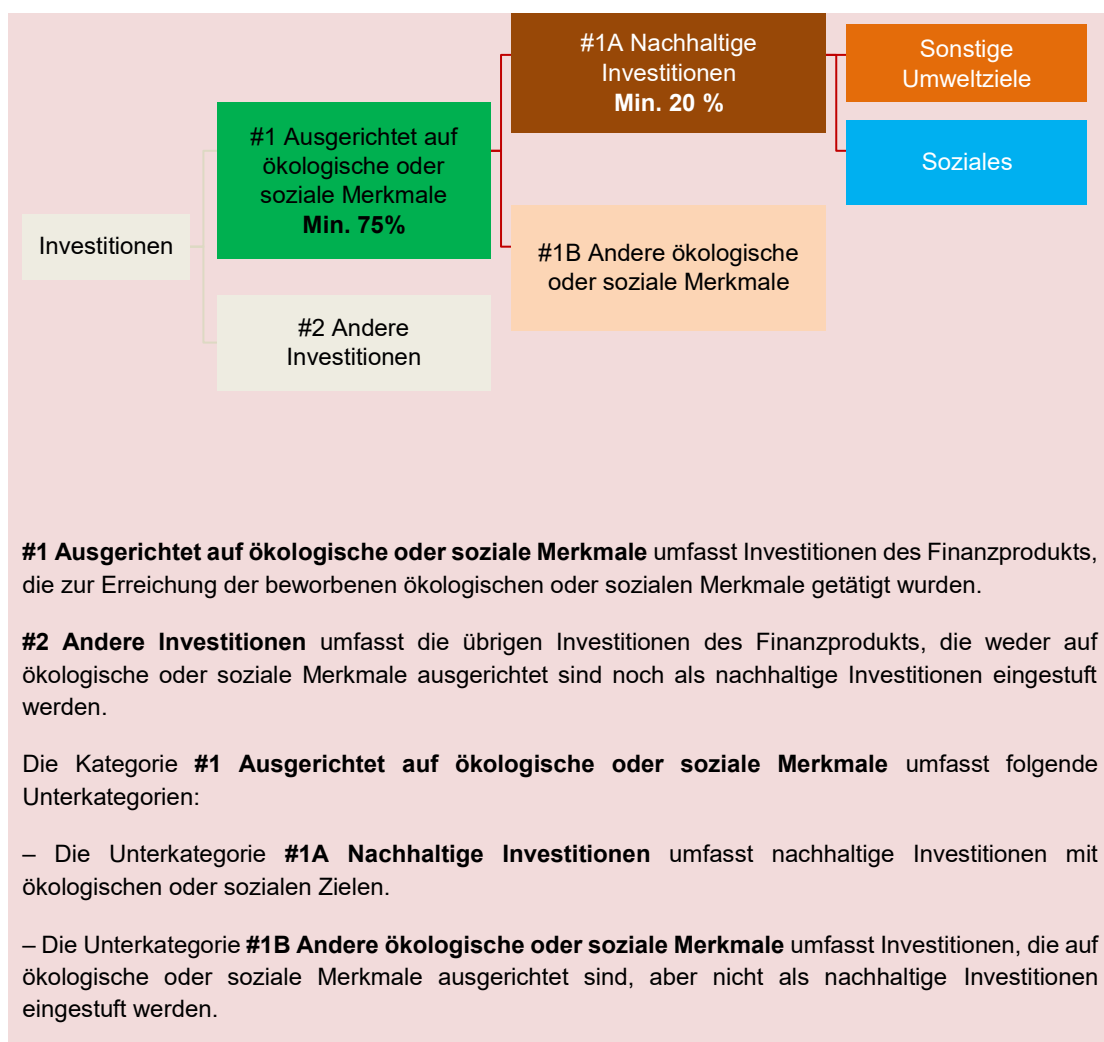 #1A Nachhaltige
Investitionen
Min. 20 %
Sonstige
Umweltziele
#1 Ausgerichtet auf
ökologische oder
soziale Merkmale
Min. 75%
Soziales
Investitionen
#1B Andere ökologische
oder soziale Merkmale
#2 Andere
Investitionen
#1 Ausgerichtet auf ökologische oder soziale Merkmale umfasst Investitionen des Finanzprodukts,
die zur Erreichung der beworbenen ökologischen oder sozialen Merkmale getätigt wurden.
#2 Andere Investitionen umfasst die übrigen Investitionen des Finanzprodukts, die weder auf
ökologische oder soziale Merkmale ausgerichtet sind noch als nachhaltige Investitionen eingestuft
werden.
Die Kategorie #1 Ausgerichtet auf ökologische oder soziale Merkmale umfasst folgende
Unterkategorien:
– Die Unterkategorie #1A Nachhaltige Investitionen umfasst nachhaltige Investitionen mit
ökologischen oder sozialen Zielen.
– Die Unterkategorie #1B Andere ökologische oder soziale Merkmale umfasst Investitionen, die auf
ökologische oder soziale Merkmale ausgerichtet sind, aber nicht als nachhaltige Investitionen
eingestuft werden.